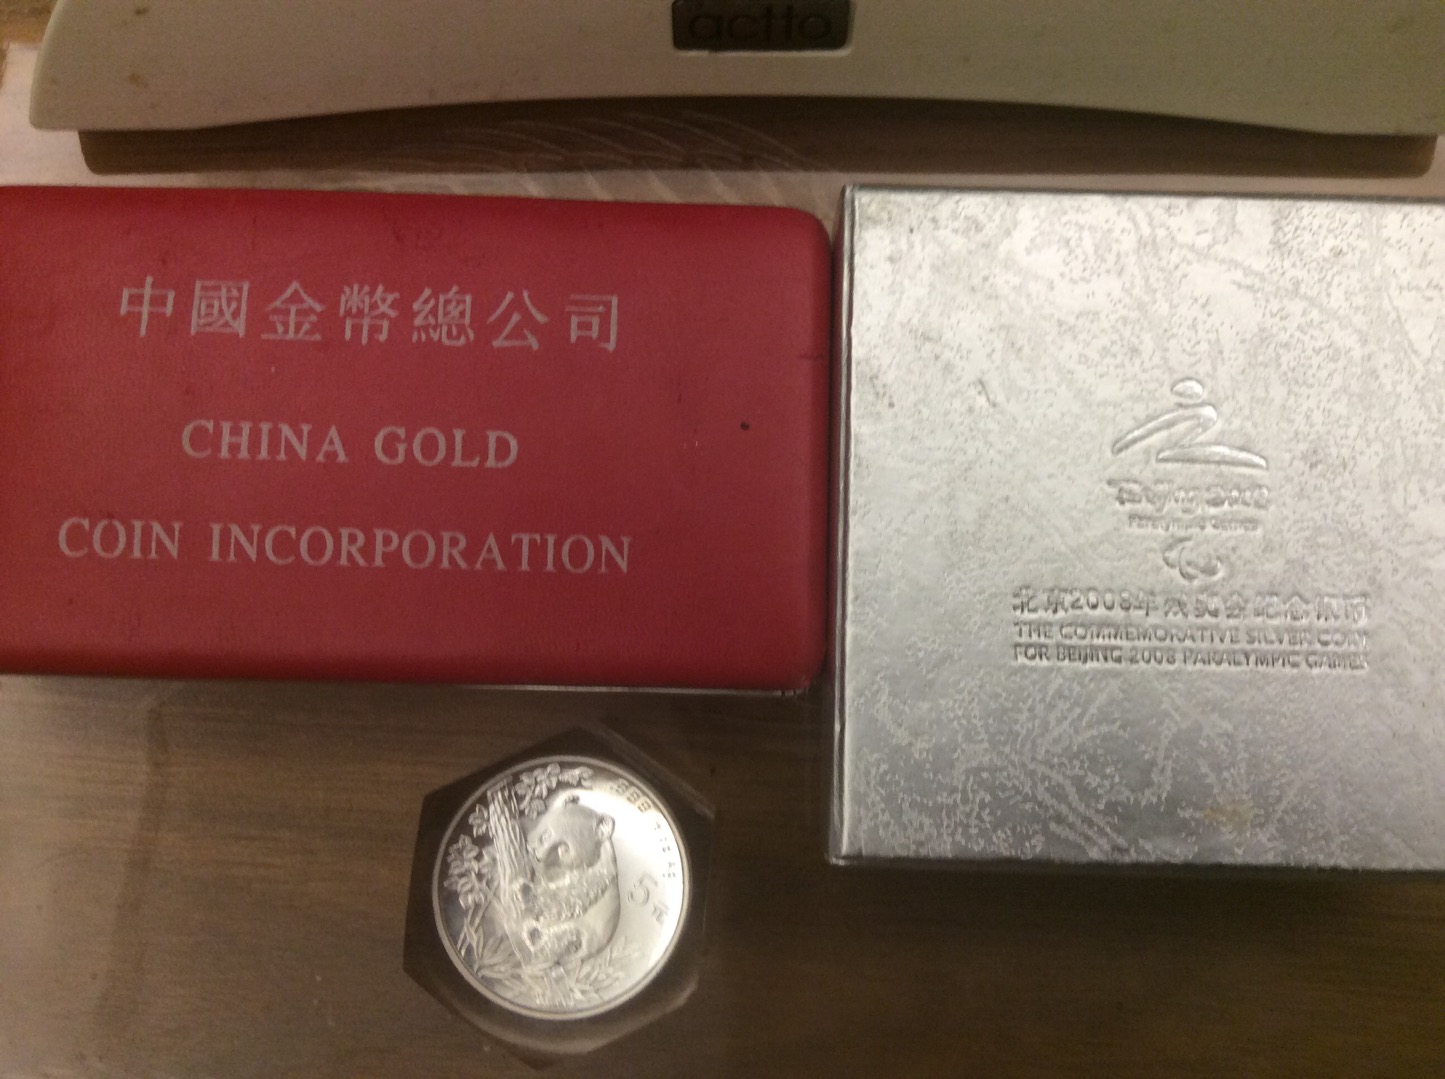 actto
中國金幣總公司
CHINA GOLD
COIN INCORPORATION
Beijing 2008
Paralympic Games
北京2008年残奥会纪念银币
THE COMMEMORATIVE SILVER COIN
FOR BEIJING 2008 PARALYMPIC GAMES
5元